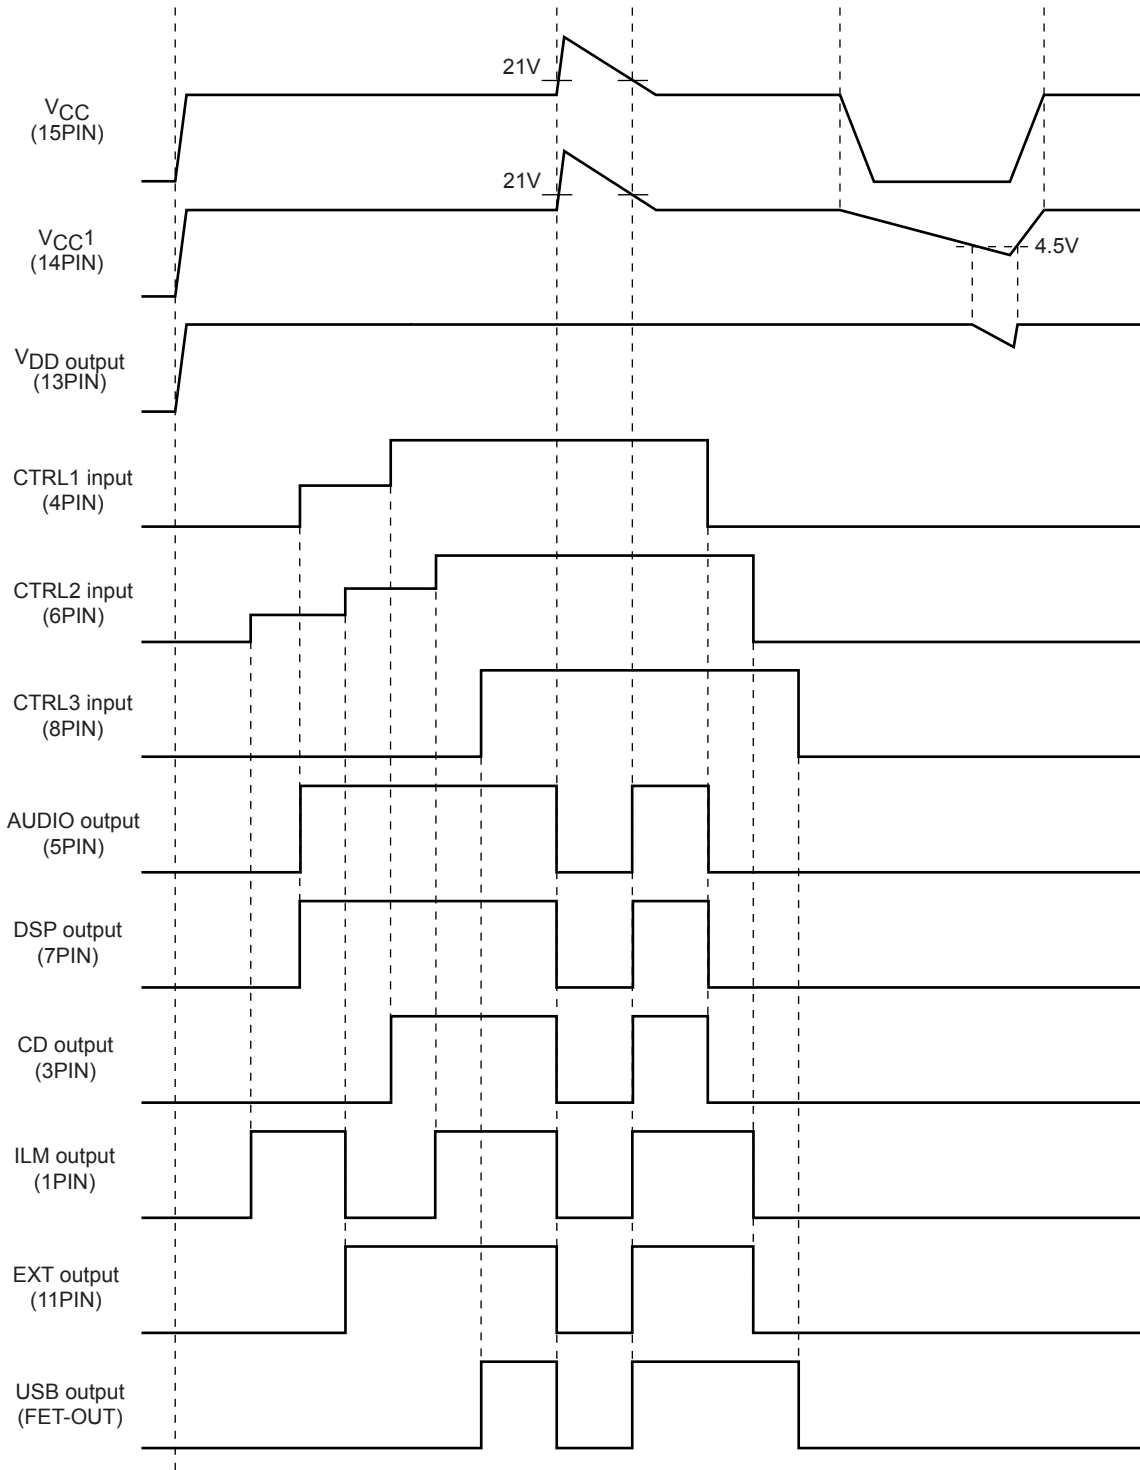 21V
VCC
(15PIN)
21V
VCC1
(14PIN)
4.5V
VDD output
(13PIN)
CTRL1 input
(4PIN)
CTRL2 input
(6PIN)
CTRL3 input
(8PIN)
AUDIO output
(5PIN)
DSP output
(7PIN)
CD output
(3PIN)
ILM output
(1PIN)
EXT output
(11PIN)
USB output
(FET-OUT)